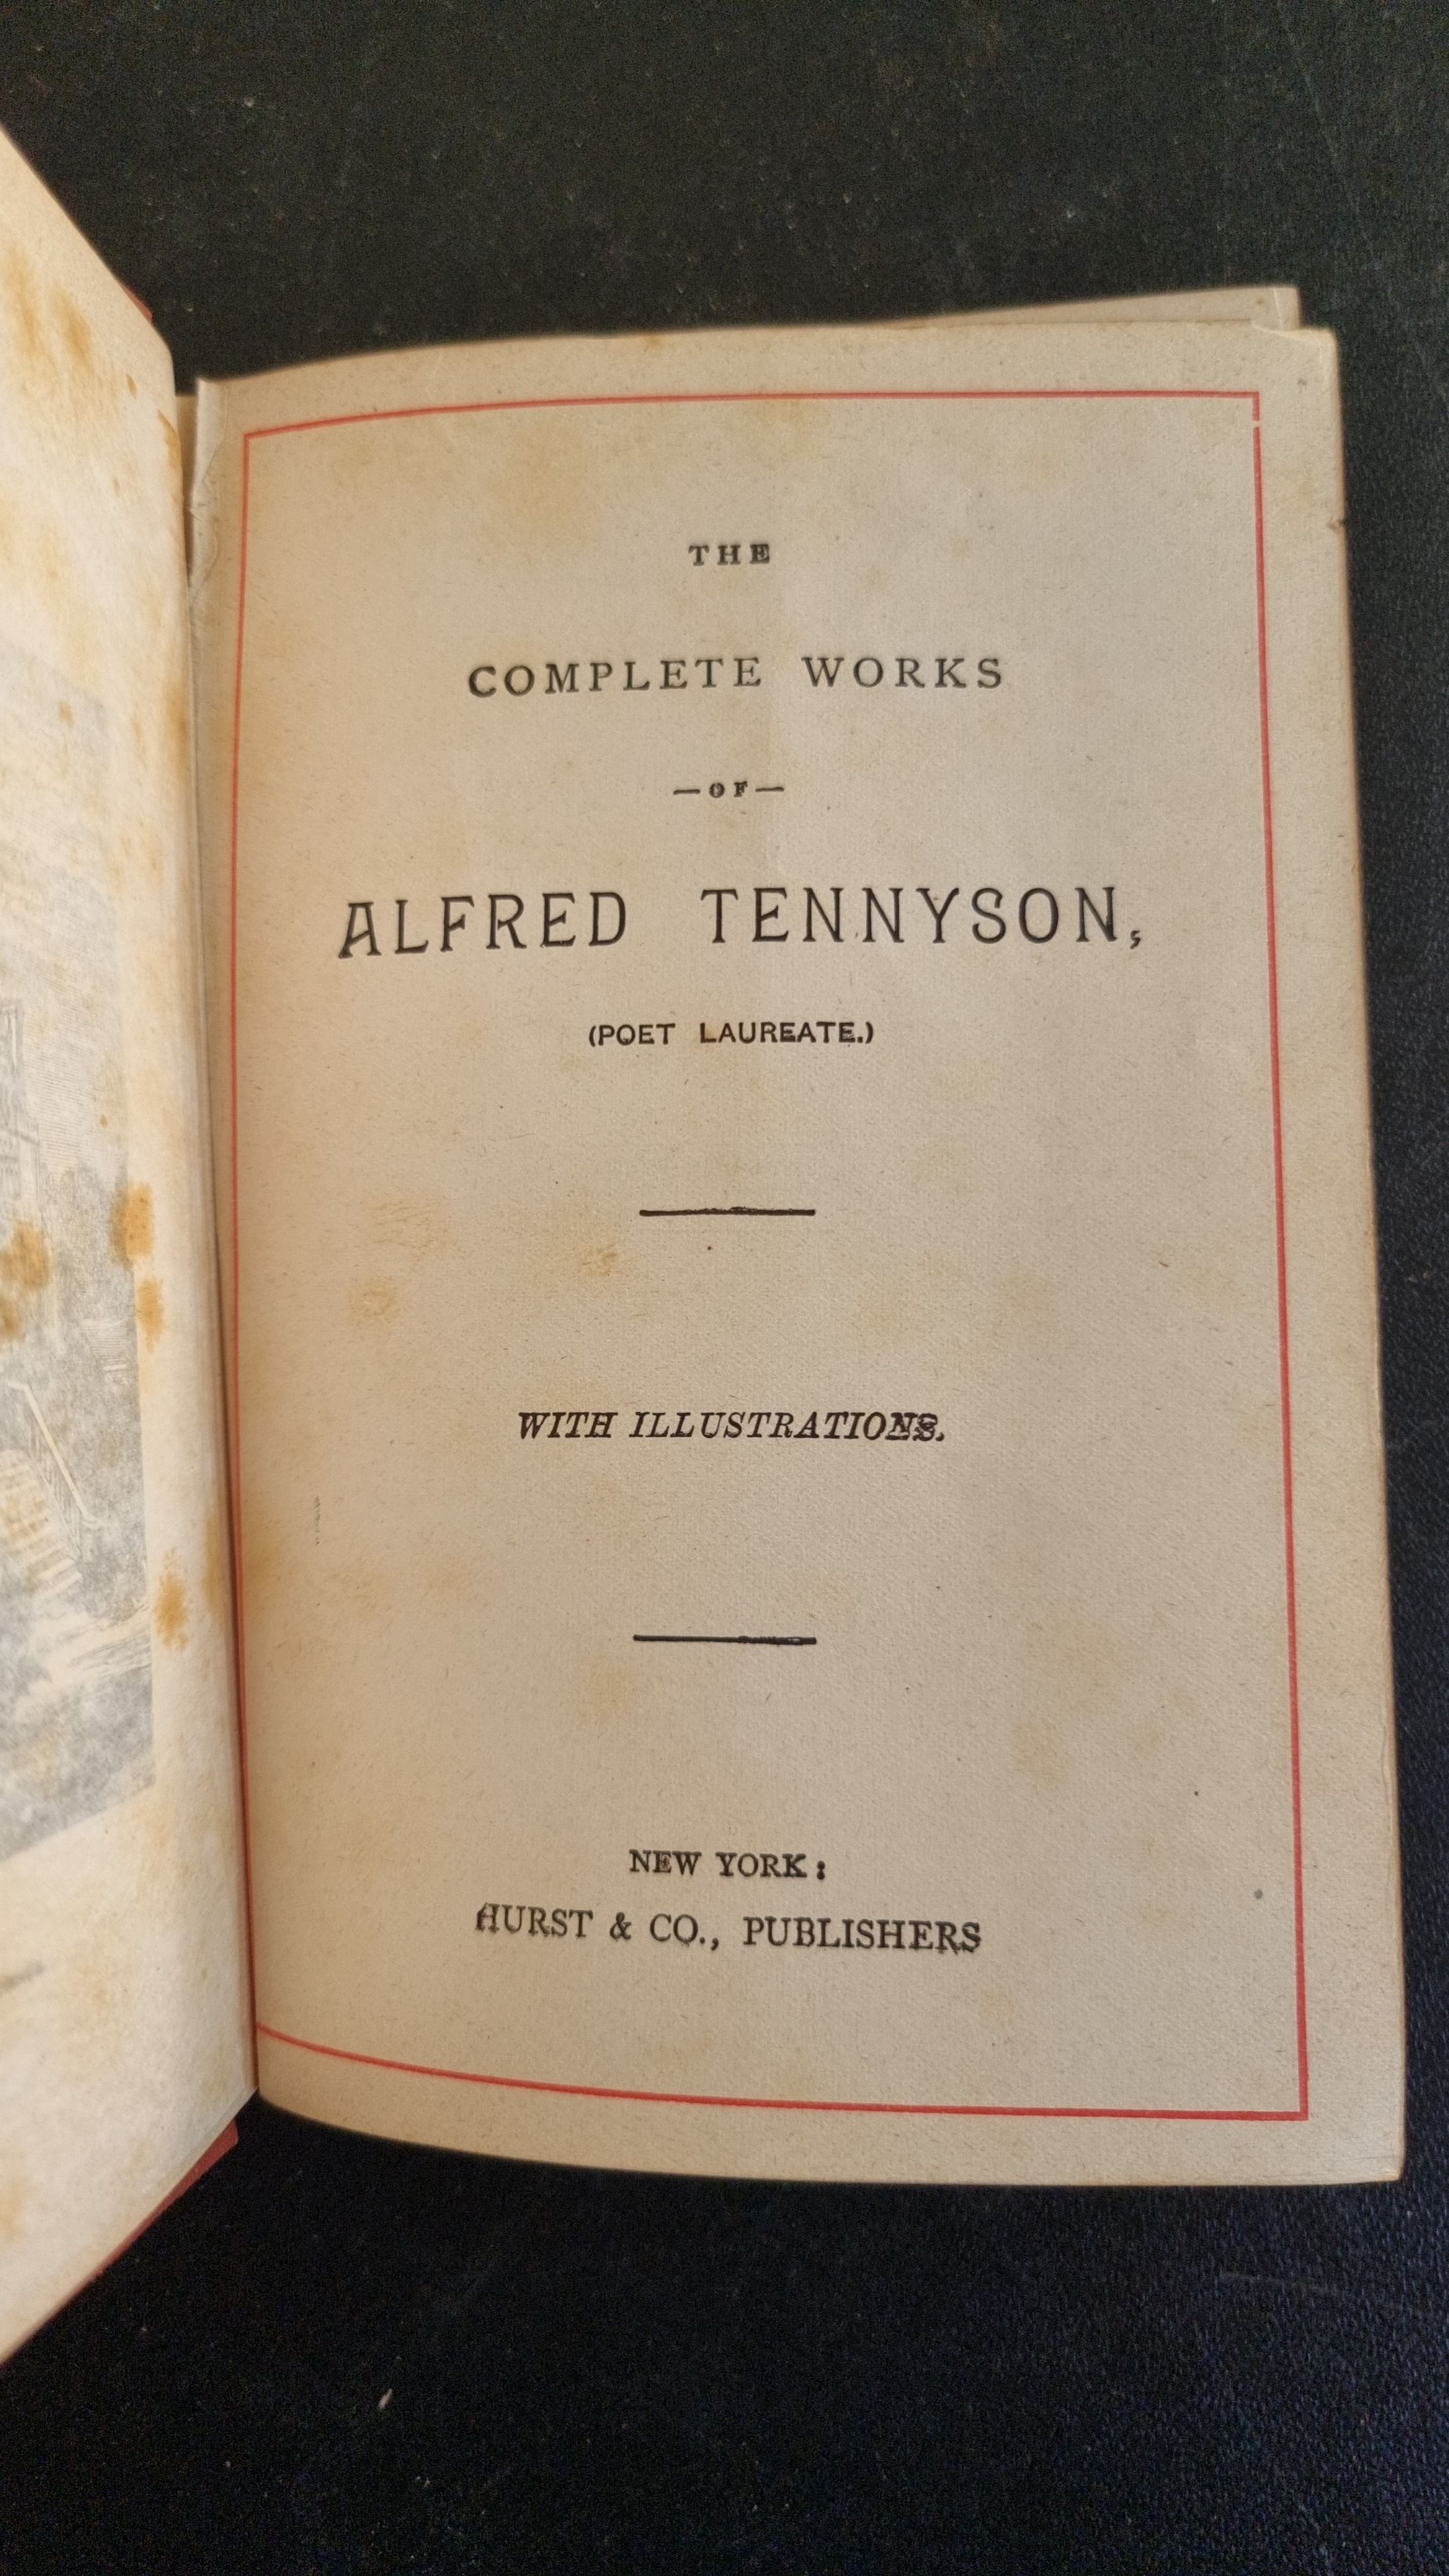 THE
COMPLETE WORKS
—OF—
ALFRED TENNYSON,
(POET LAUREATE.)
WITH ILLUSTRATIONS.
NEW YORK:
HURST & CO., PUBLISHERS